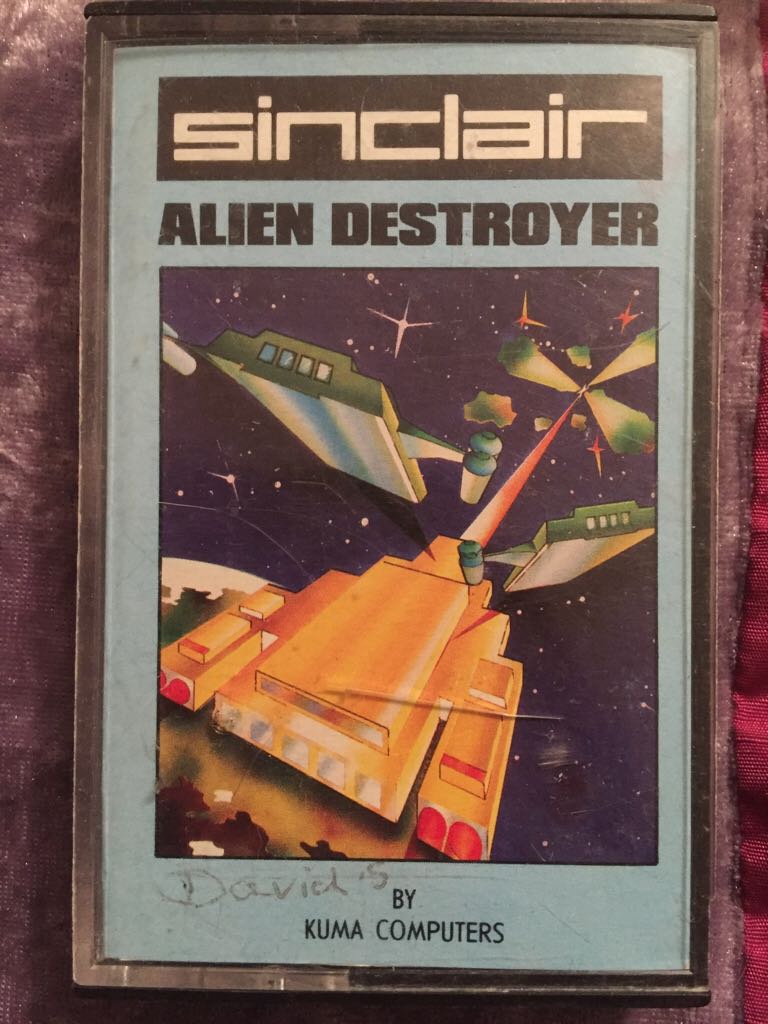 sinclair
ALIEN DESTROYER
David's
BY
KUMA COMPUTERS